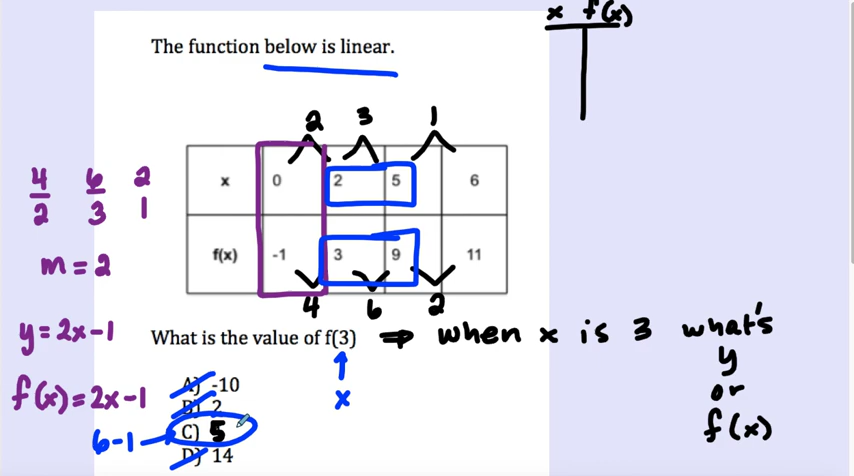 x f(x)
The function below is linear.
2 3 1
x 0 2 5 6
f(x) -1 3 9 11
4 6 2
4/2 6/3 2/1
m = 2
y = 2x-1
f(x) = 2x-1
What is the value of f(3) ⇒ when x is 3 what's
y
or
f(x)
x
A) -10
B) 2
6-1 C) 5
D) 14